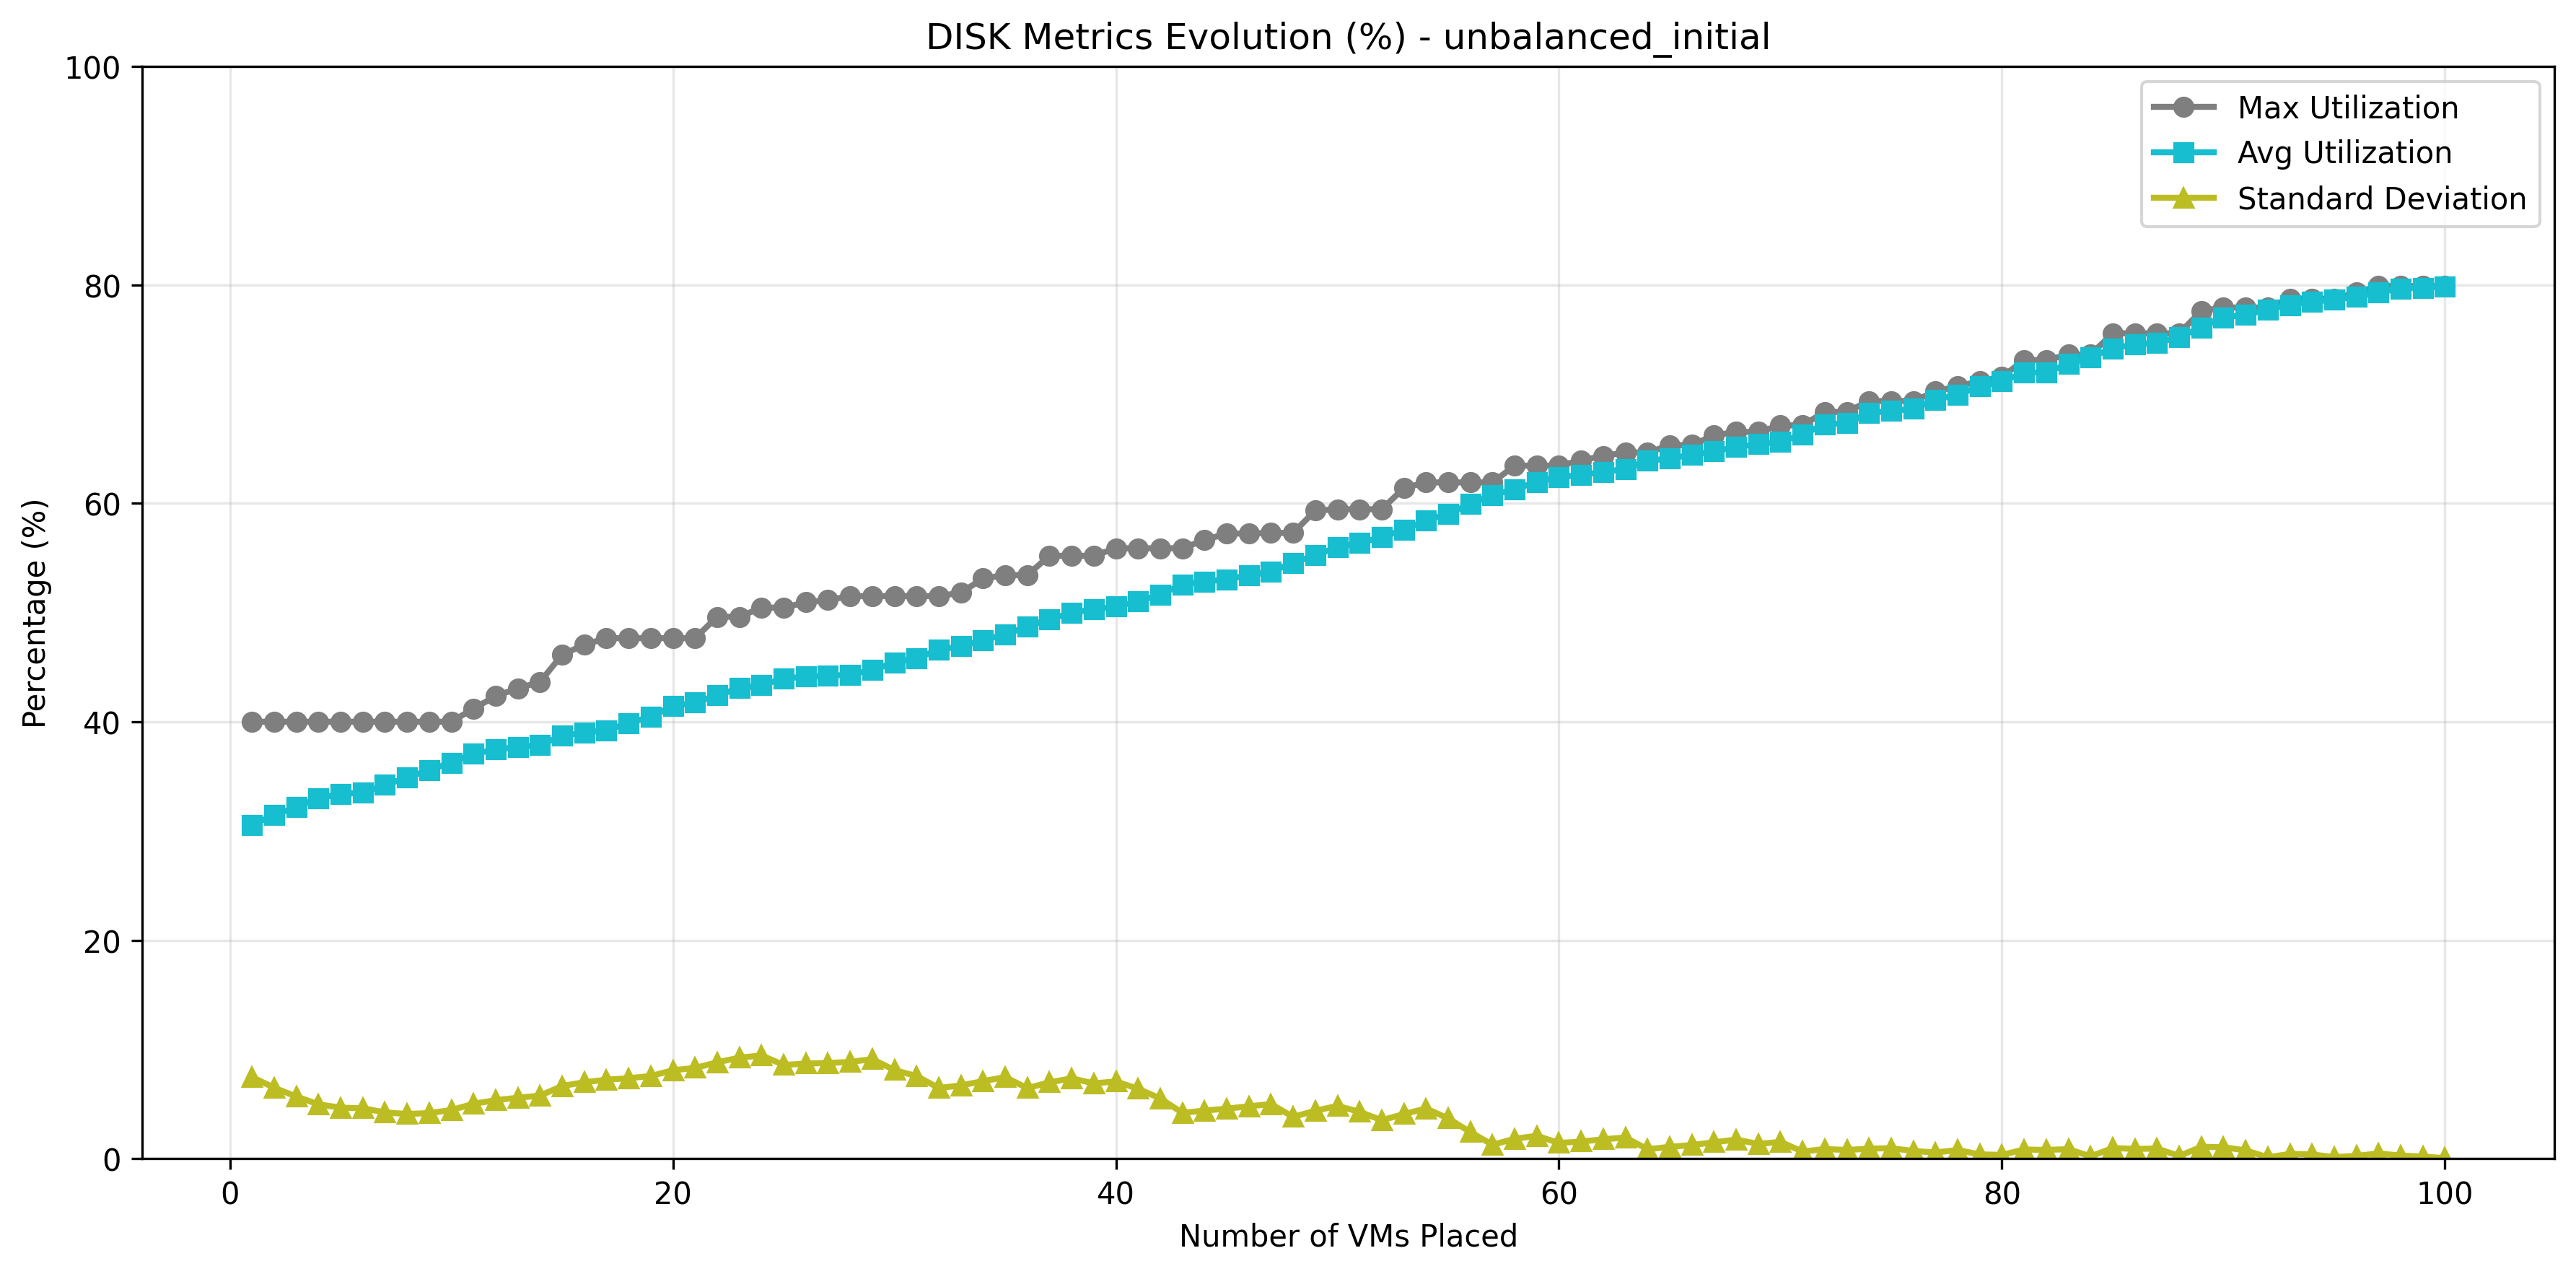 DISK Metrics Evolution (%) - unbalanced_initial
Max Utilization
Avg Utilization
Standard Deviation
Percentage (%)
100
80
60
40
20
0
0 20 40 60 80 100
Number of VMs Placed